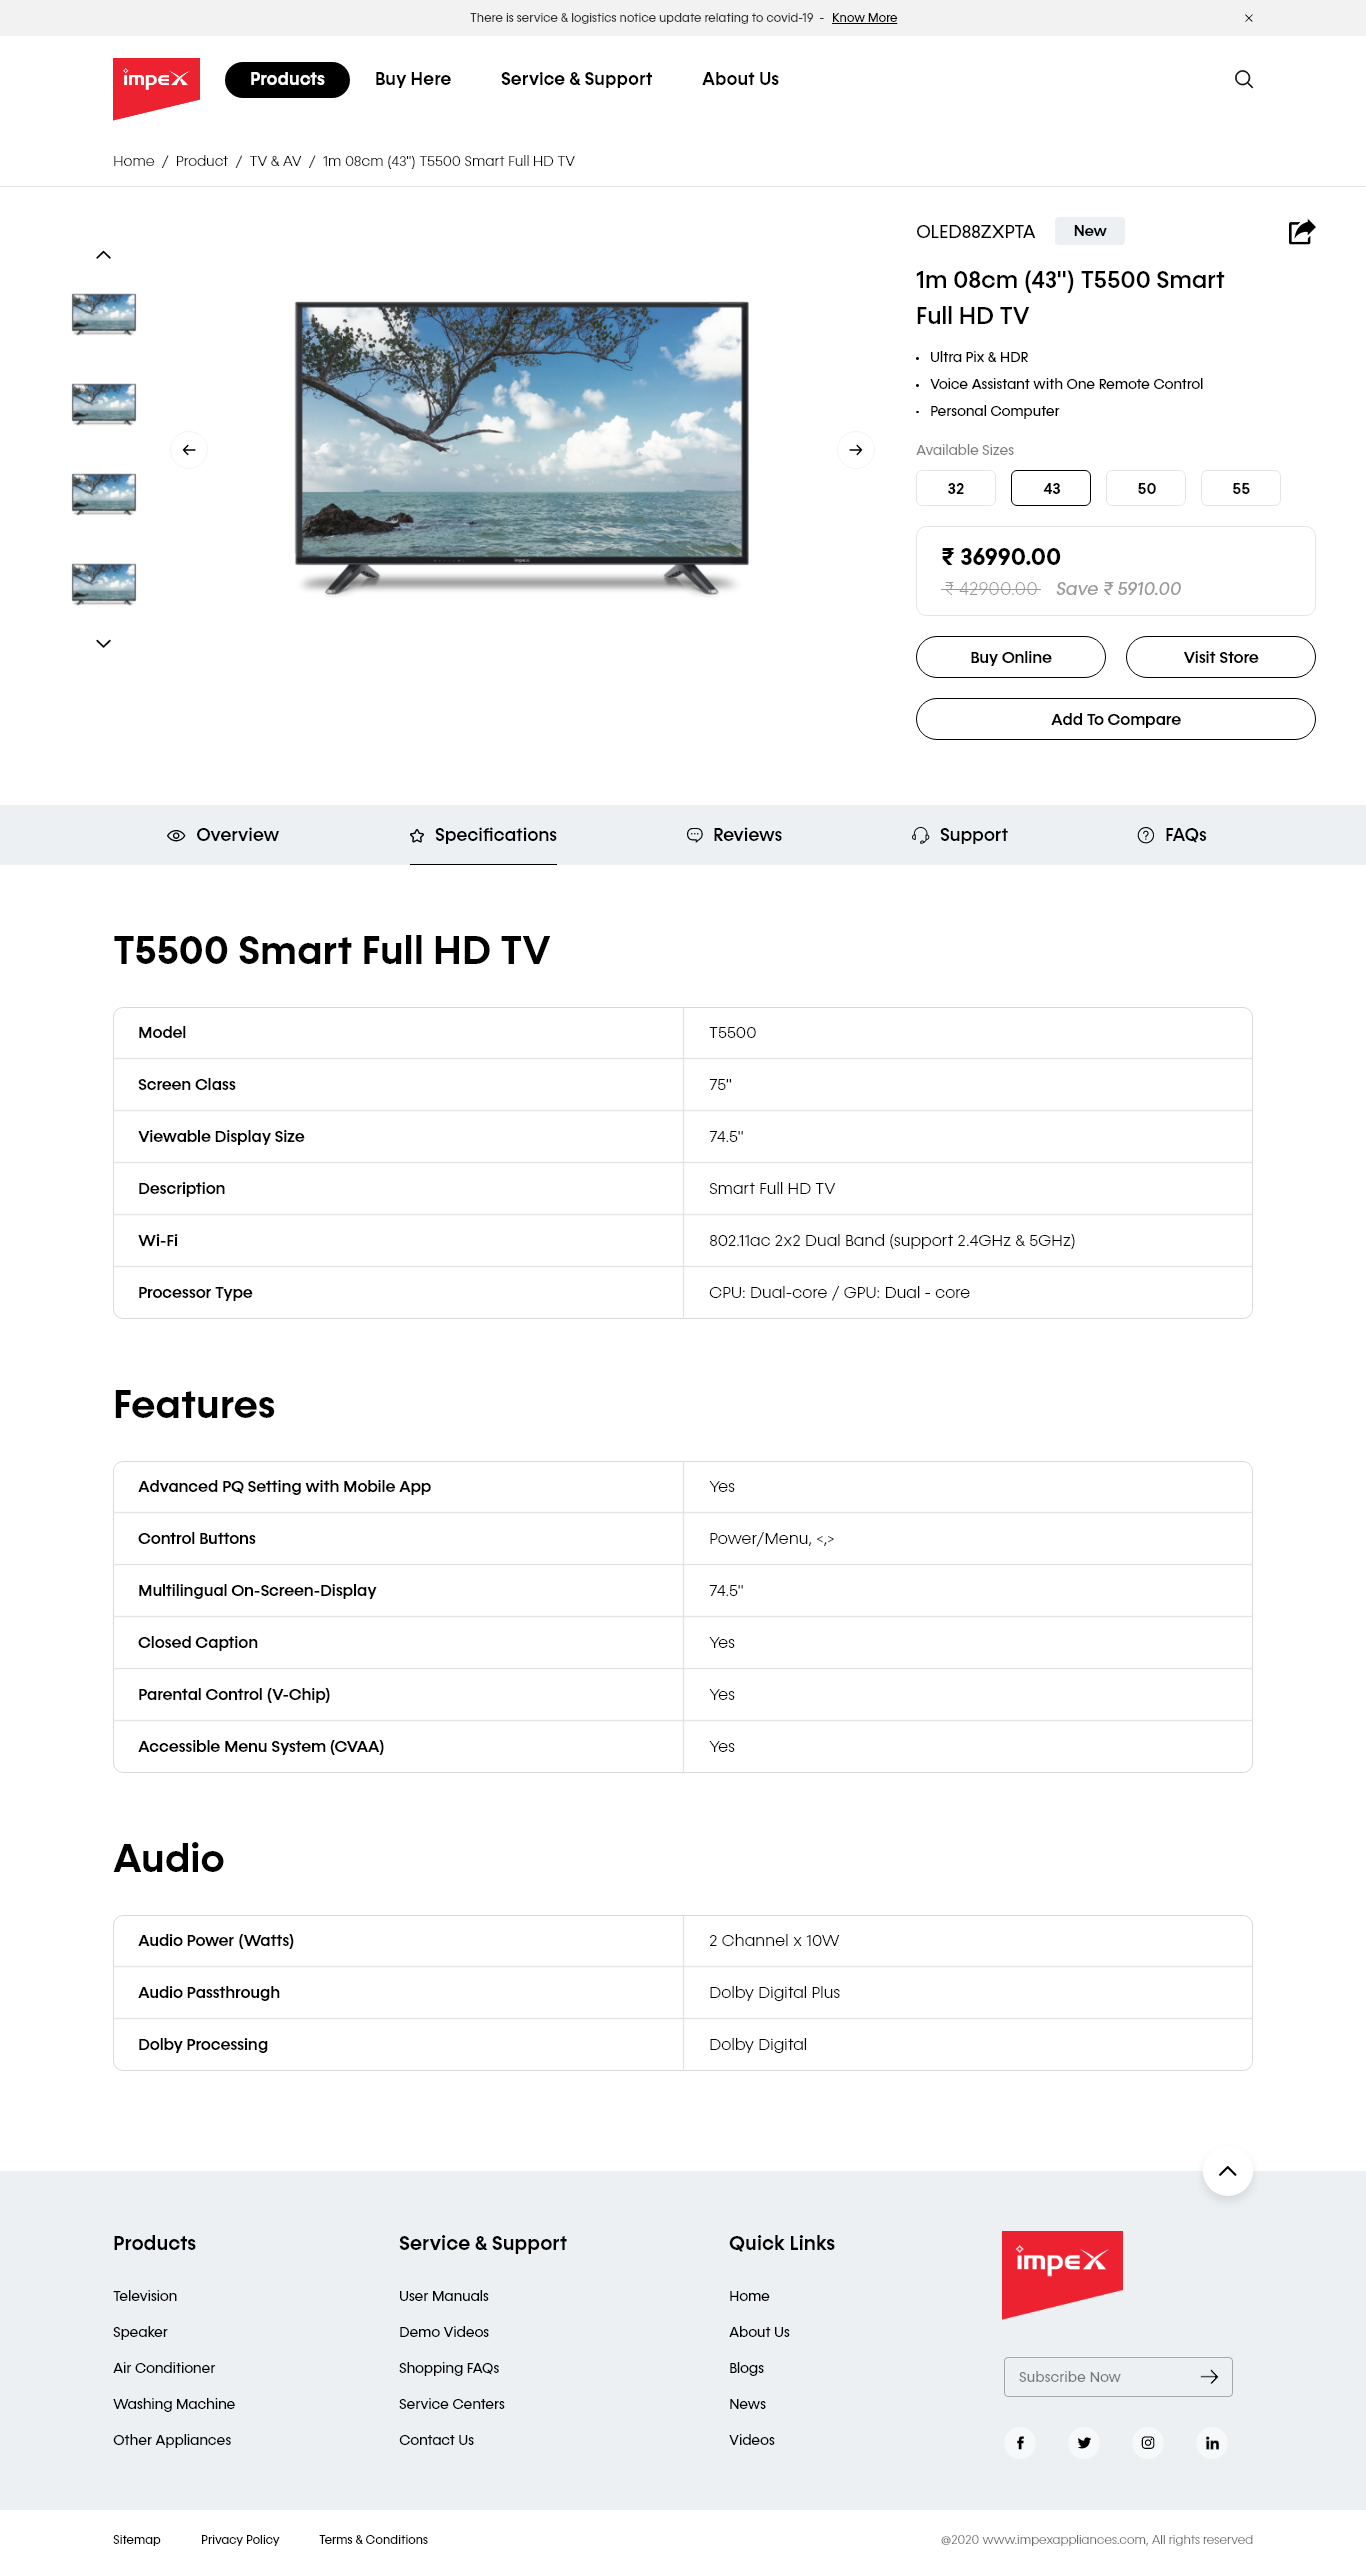 There is service & logistics notice update relating to covid-19 - Know More
impex
Products Buy Here Service & Support About Us
Home / Product / TV & AV / 1m 08cm (43") T5500 Smart Full HD TV
OLED88ZXPTA New
1m 08cm (43") T5500 Smart
Full HD TV
• Ultra Pix & HDR
• Voice Assistant with One Remote Control
• Personal Computer
Available Sizes
32 43 50 55
₹ 36990.00
₹ 42900.00 Save ₹ 5910.00
Buy Online Visit Store
Add To Compare
impex
Overview Specifications Reviews Support FAQs
T5500 Smart Full HD TV
Model T5500
Screen Class 75"
Viewable Display Size 74.5"
Description Smart Full HD TV
Wi-Fi 802.11ac 2x2 Dual Band (support 2.4GHz & 5GHz)
Processor Type CPU: Dual-core / GPU: Dual - core
Features
Advanced PQ Setting with Mobile App Yes
Control Buttons Power/Menu, <,>
Multilingual On-Screen-Display 74.5"
Closed Caption Yes
Parental Control (V-Chip) Yes
Accessible Menu System (CVAA) Yes
Audio
Audio Power (Watts) 2 Channel x 10W
Audio Passthrough Dolby Digital Plus
Dolby Processing Dolby Digital
Products
Television
Speaker
Air Conditioner
Washing Machine
Other Appliances
Service & Support
User Manuals
Demo Videos
Shopping FAQs
Service Centers
Contact Us
Quick Links
Home
About Us
Blogs
News
Videos
impex
Subscribe Now
Sitemap Privacy Policy Terms & Conditions @2020 www.impexappliances.com, All rights reserved